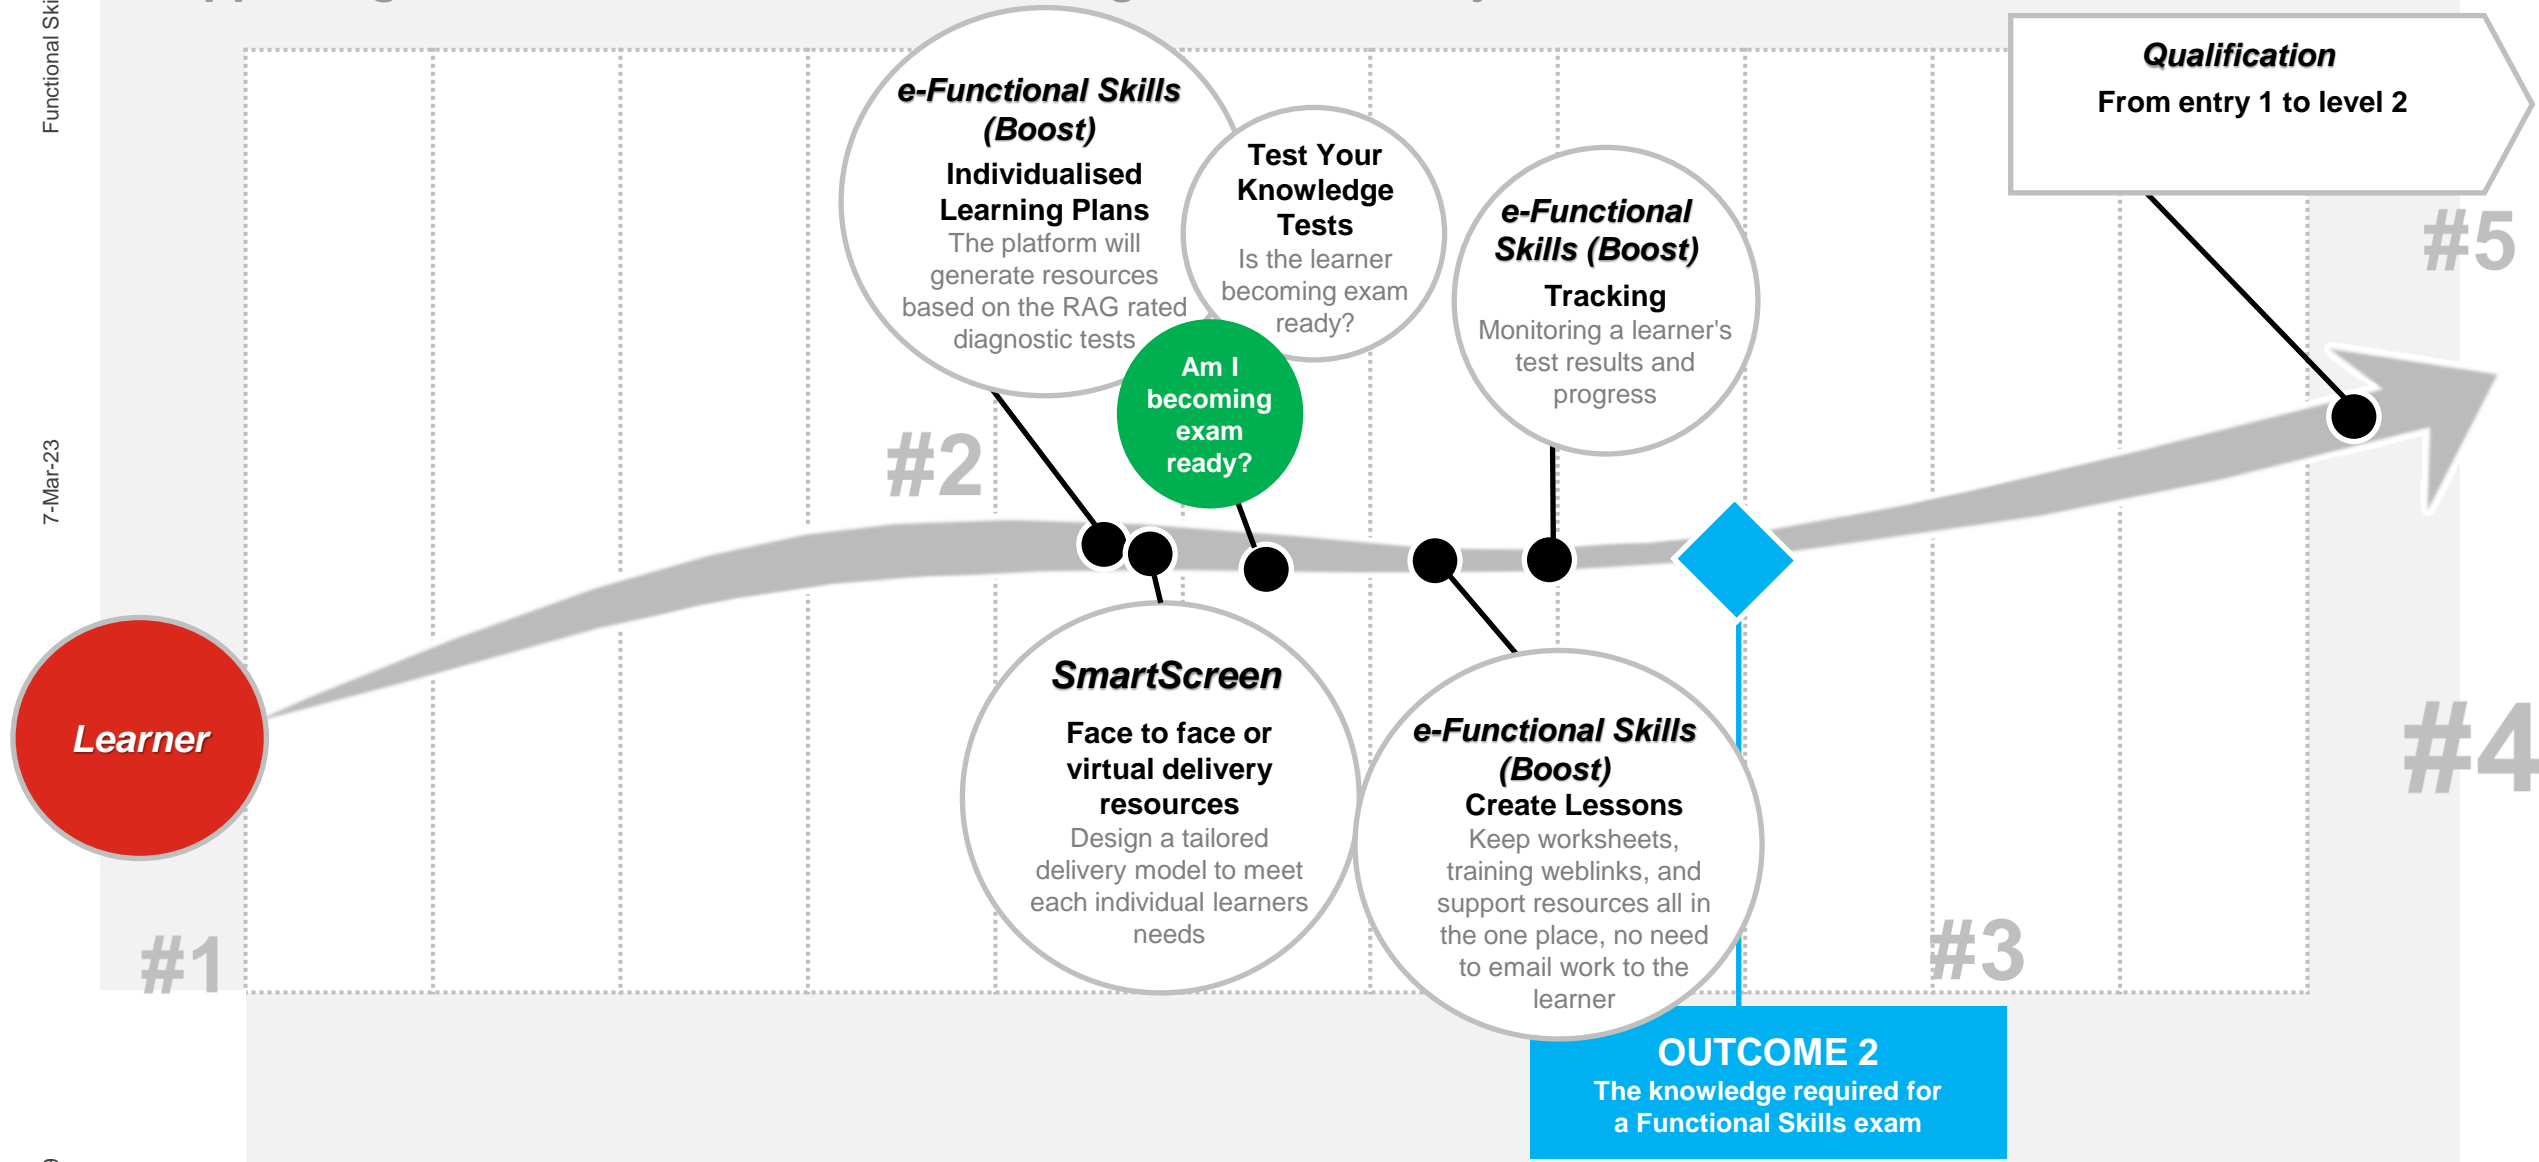 Functional Ski
7-Mar-23
e-Functional Skills
(Boost)
Individualised
Learning Plans
The platform will
generate resources
based on the RAG rated
diagnostic tests
Test Your
Knowledge
Tests
Is the learner
becoming exam
ready?
Am I
becoming
exam
ready?
e-Functional
Skills (Boost)
Tracking
Monitoring a learner's
test results and
progress
Qualification
From entry 1 to level 2
#5
#2
Learner
#1
SmartScreen
Face to face or
virtual delivery
resources
Design a tailored
delivery model to meet
each individual learners
needs
e-Functional Skills
(Boost)
Create Lessons
Keep worksheets,
training weblinks, and
support resources all in
the one place, no need
to email work to the
learner
#4
#3
OUTCOME 2
The knowledge required for
a Functional Skills exam